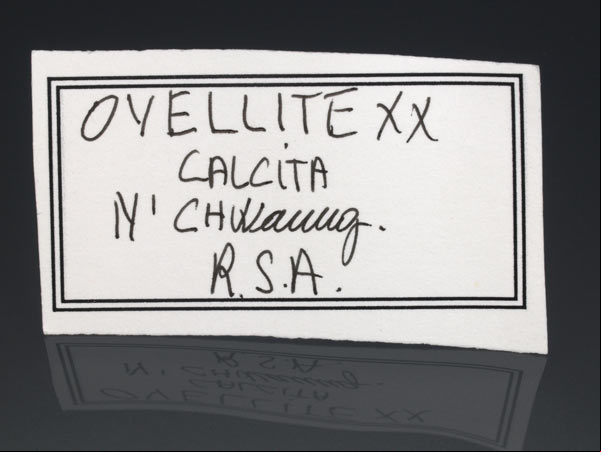 OYELLITE XX
CALCITA
N' CHWaning.
R.S.A.